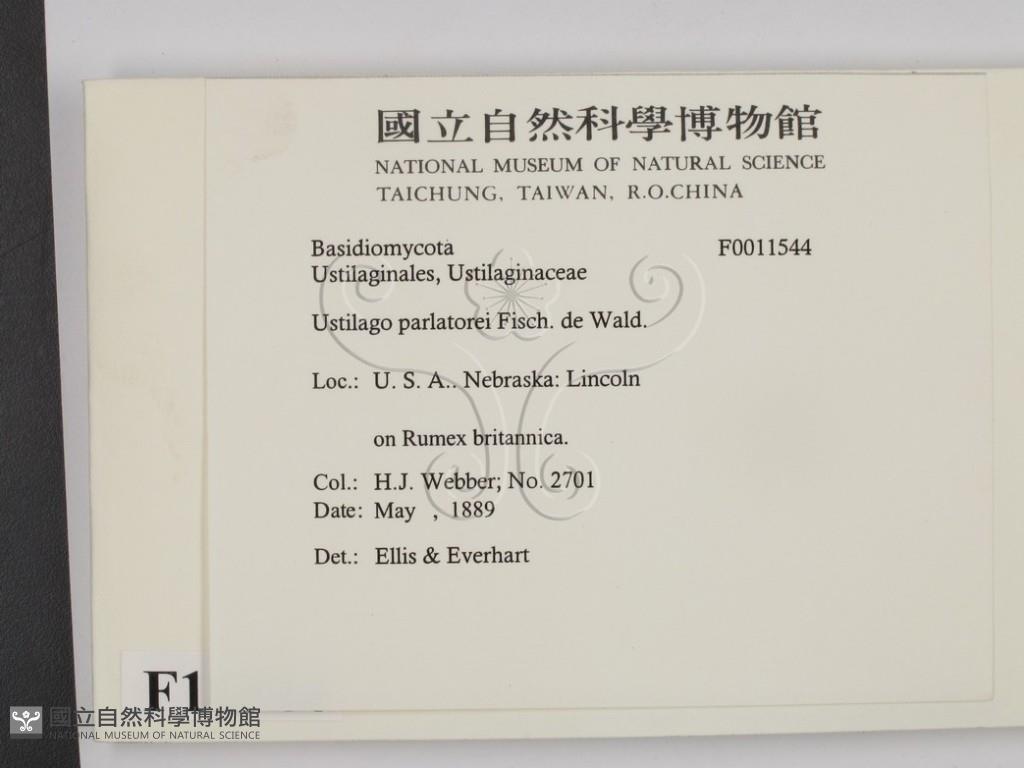 國立自然科學博物館
NATIONAL MUSEUM OF NATURAL SCIENCE
TAICHUNG, TAIWAN, R.O.CHINA
Basidiomycota F0011544
Ustilaginales, Ustilaginaceae
Ustilago parlatorei Fisch. de Wald.
Loc.: U. S. A.. Nebraska: Lincoln
on Rumex britannica.
Col.: H.J. Webber; No. 2701
Date: May , 1889
Det.: Ellis & Everhart
F1
國立自然科學博物館
NATIONAL MUSEUM OF NATURAL SCIENCE